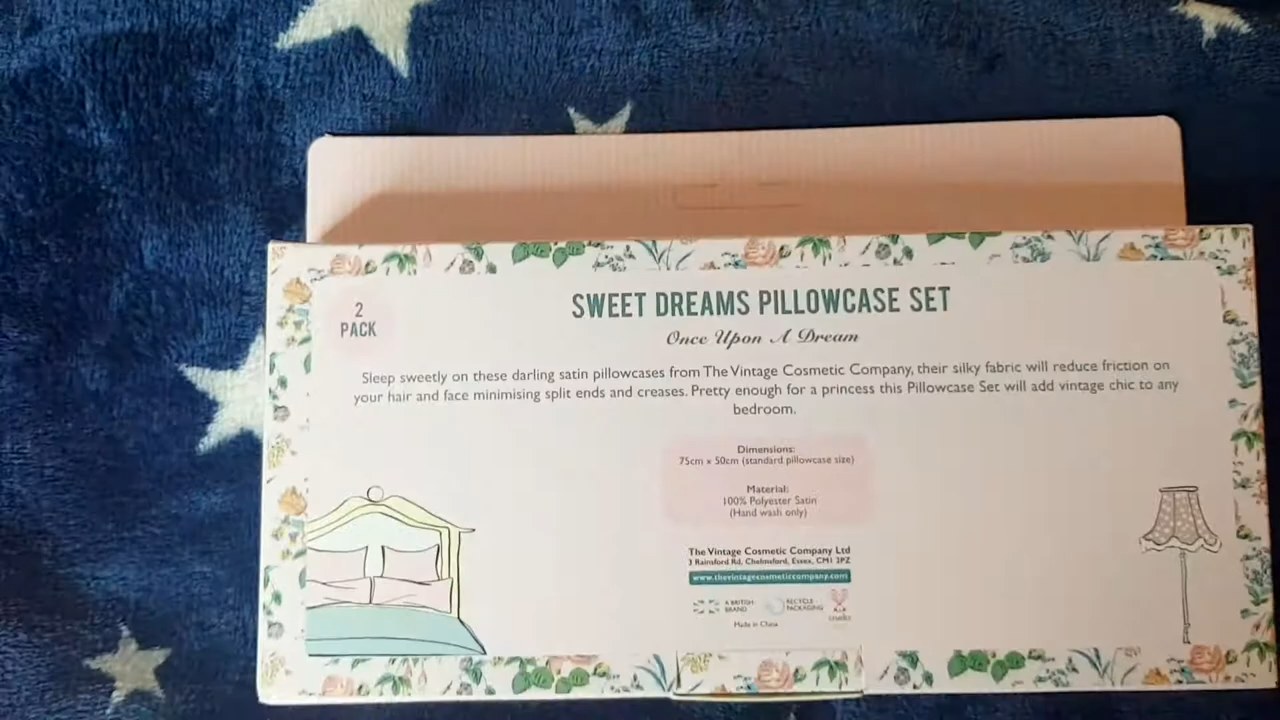 2
PACK
SWEET DREAMS PILLOWCASE SET
Once Upon A Dream
Sleep sweetly on these darling satin pillowcases from The Vintage Cosmetic Company, their silky fabric will reduce friction on
your hair and face minimising split ends and creases. Pretty enough for a princess this Pillowcase Set will add vintage chic to any
bedroom.
Dimensions:
75cm x 50cm (standard pillowcase size)
Material:
100% Polyester Satin
(Hand wash only)
The Vintage Cosmetic Company Ltd
3 Rainsford Rd, Chelmsford, Essex, CM1 2PZ
www.thevintagecosmeticcompany.com
A BRITISH
BRAND
RECYCLE
PACKAGING
Made in China